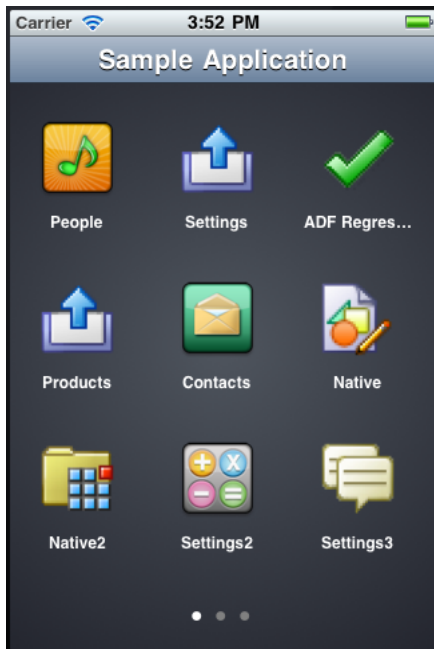 Carrier 3:52 PM
Sample Application
People Settings ADF Regres...
Products Contacts Native
Native2 Settings2 Settings3